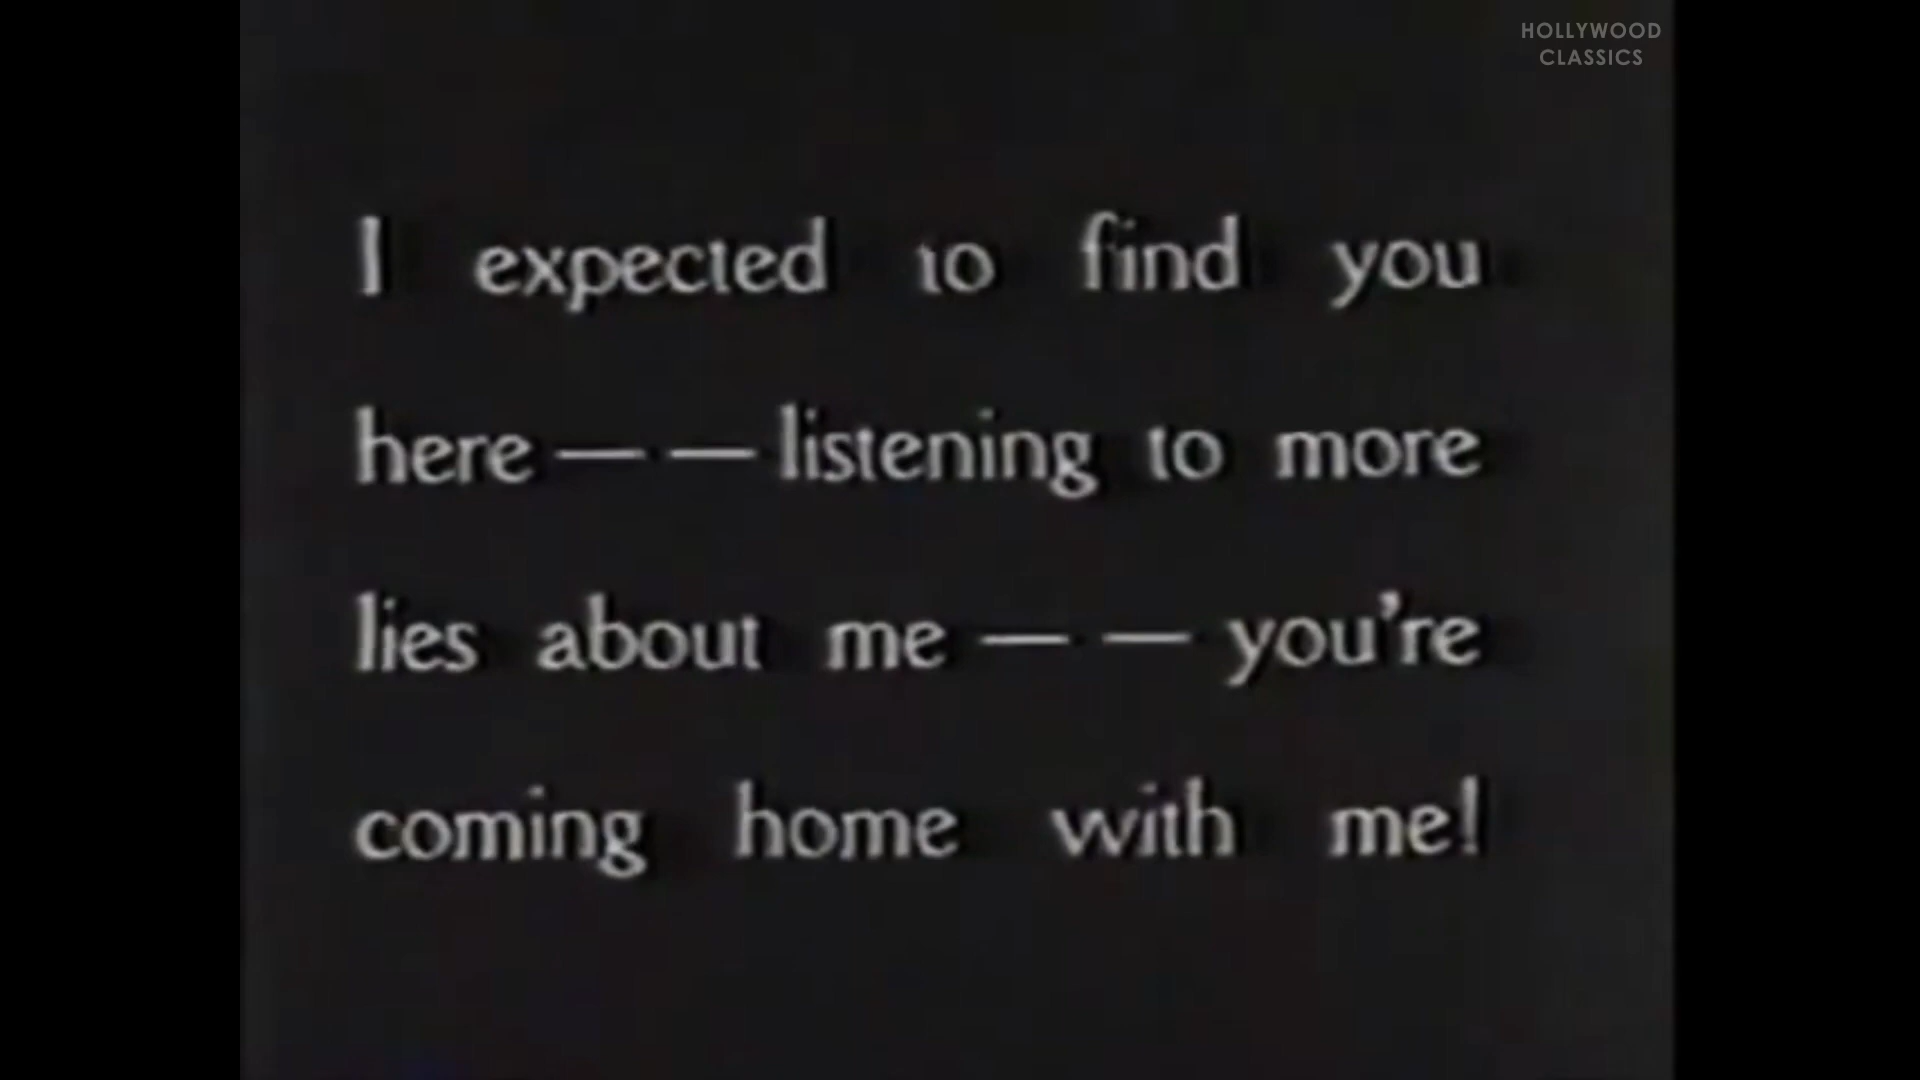 HOLLYWOOD
CLASSICS
I expected to find you
here — — listening to more
lies about me — — you're
coming home with me!